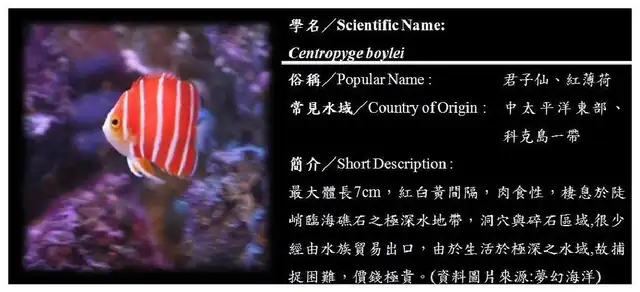 學名／Scientific Name:
Centropyge boylei
俗稱／Popular Name : 君子仙、紅薄荷
常見水域／Country of Origin : 中太平洋東部、
科克島一帶
簡介／Short Description :
最大體長7cm，紅白黃間隔，肉食性，棲息於陡
峭臨海礁石之極深水地帶，洞穴與碎石區域,很少
經由水族貿易出口，由於生活於極深之水域,故捕
捉困難，價錢極貴。(資料圖片來源:夢幻海洋)